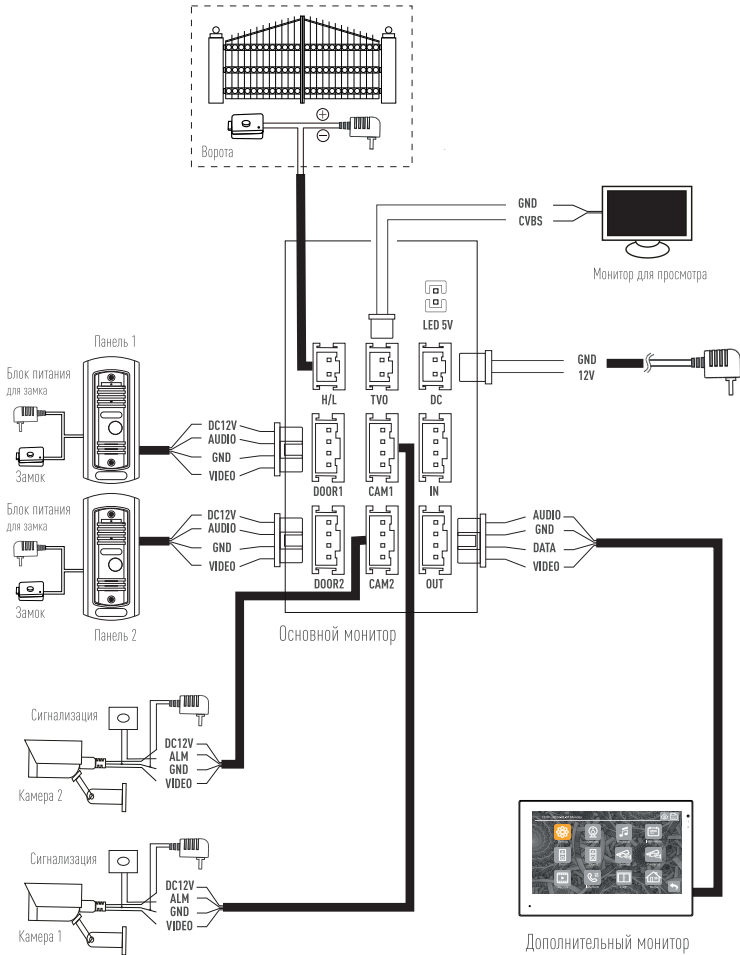 Ворота
GND
CVBS
Монитор для просмотра
LED 5V
GND
12V
H/L
TVO
DC
Панель 1
Блок питания
для замка
Замок
DC12V
AUDIO
GND
VIDEO
DOOR1
CAM1
IN
Блок питания
для замка
Замок
DC12V
AUDIO
GND
VIDEO
DOOR2
CAM2
OUT
AUDIO
GND
DATA
VIDEO
Панель 2
Основной монитор
Сигнализация
DC12V
ALM
GND
VIDEO
Камера 2
Сигнализация
DC12V
ALM
GND
VIDEO
Камера 1
Дополнительный монитор